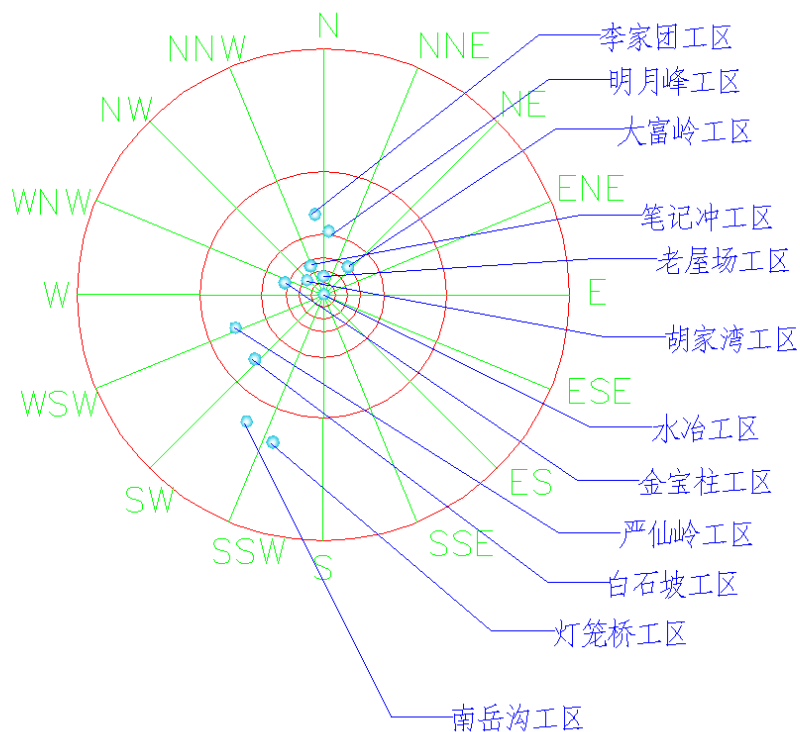 N
NNW
NNE
NW
NE
WNW
ENE
W
E
WSW
ESE
SW
ES
SSW
SSE
S
李家团工区
明月峰工区
大富岭工区
笔记冲工区
老屋场工区
胡家湾工区
水冶工区
金宝柱工区
严仙岭工区
白石坡工区
灯笼桥工区
南岳沟工区